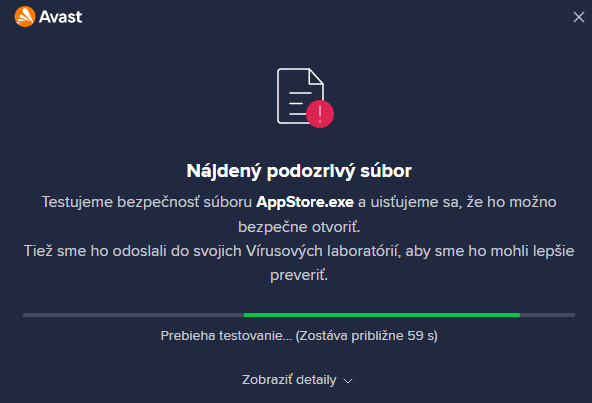 Avast
Nájdený podozrivý súbor
Testujeme bezpečnosť súboru AppStore.exe a uisťujeme sa, že ho možno
bezpečne otvoriť.
Tiež sme ho odoslali do svojich Vírusových laboratórií, aby sme ho mohli lepšie
preveriť.
Prebieha testovanie... (Zostáva približne 59 s)
Zobraziť detaily